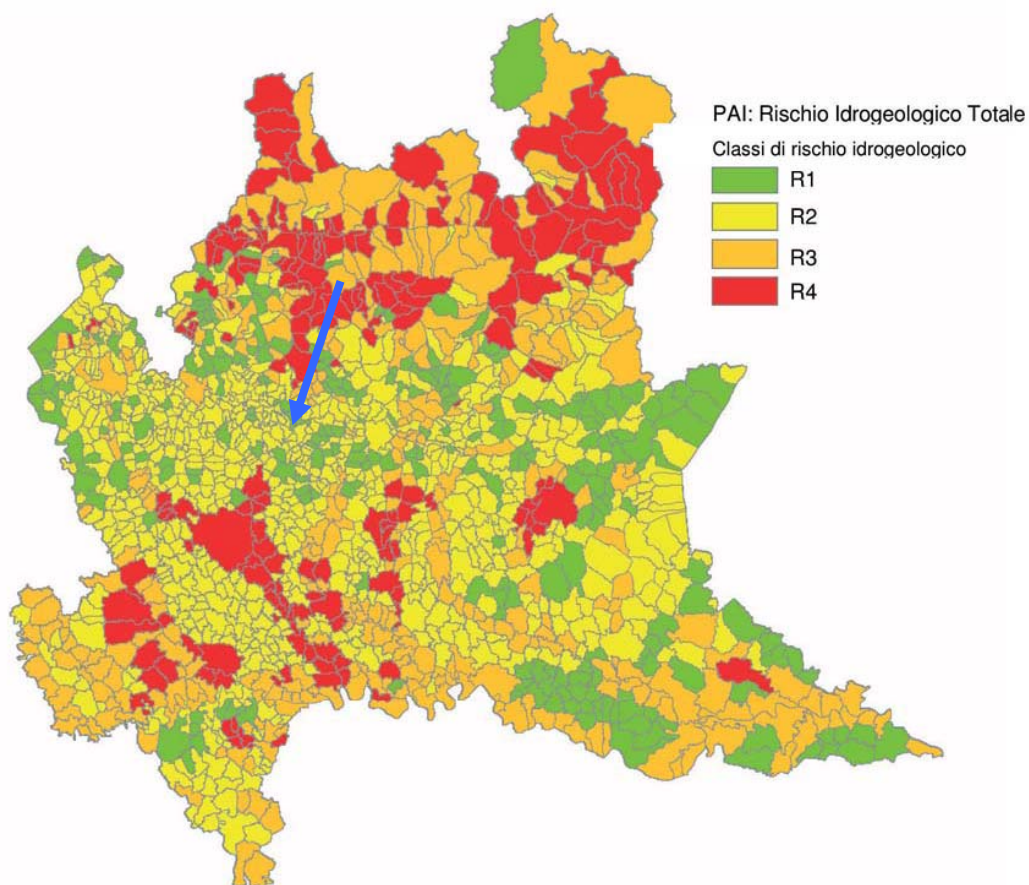 PAI: Rischio Idrogeologico Totale
Classi di rischio idrogeologico
R1
R2
R3
R4